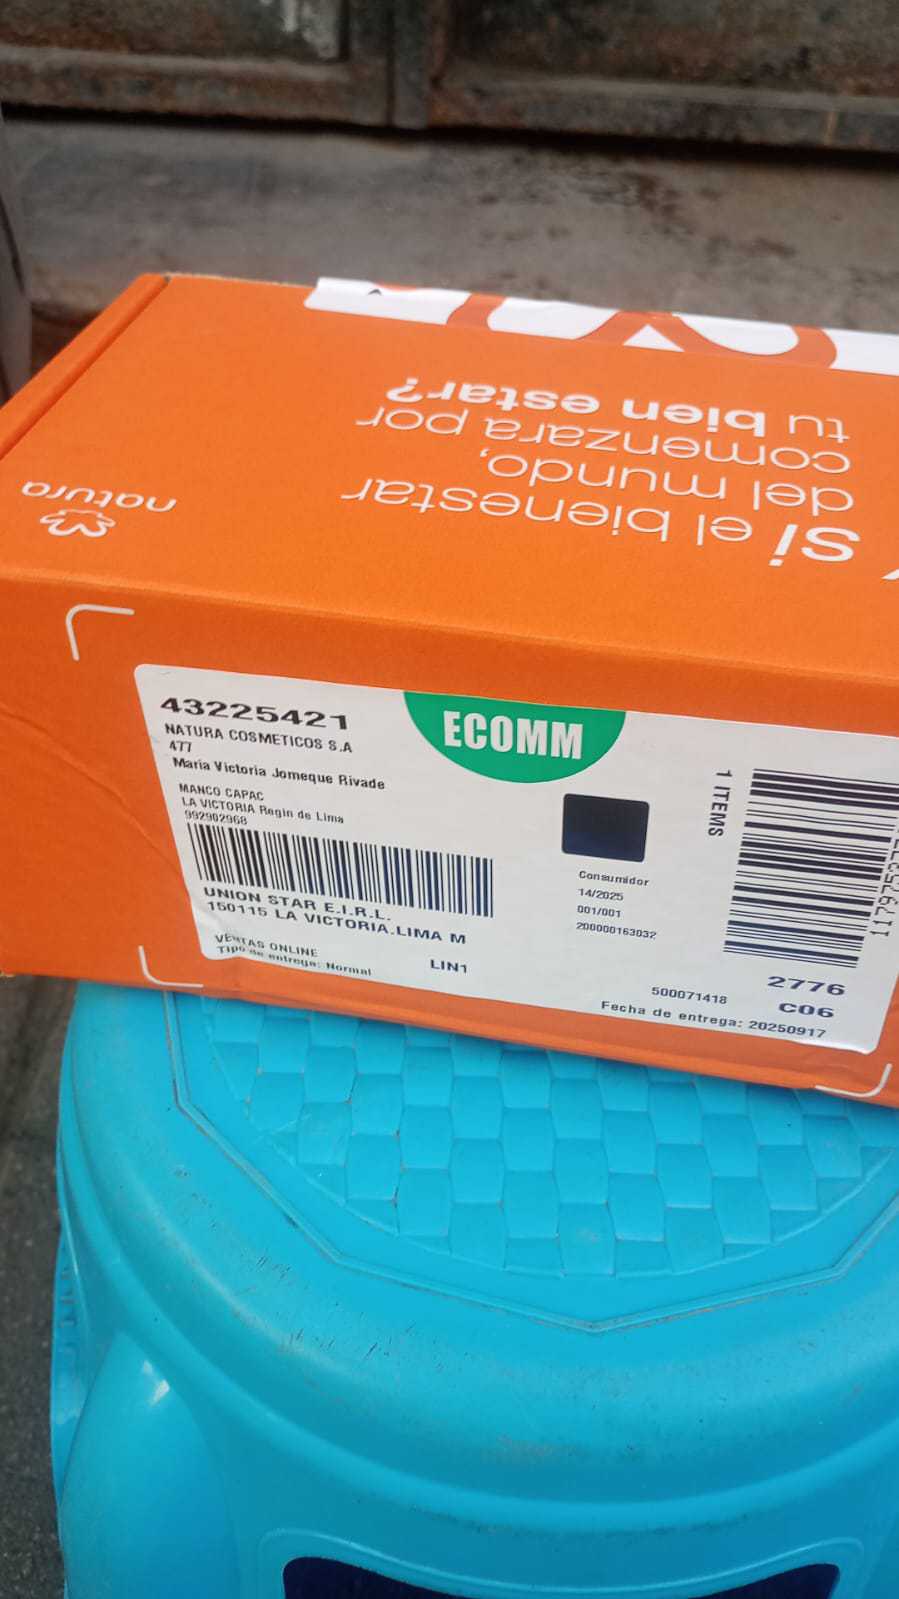 Si el bienestar
del mundo,
comenzara por
tu bien estar?
natura
43225421
NATURA COSMETICOS S.A
477
Maria Victoria Jomeque Rivade
MANCO CAPAC
LA VICTORIA Regin de Lima
992902968
UNION STAR E.I.R.L.
150115 LA VICTORIA.LIMA M
VENTAS ONLINE
Tipo de entrega: Normal
LIN1
ECOMM
Consumidor
14/2025
001/001
200000163032
1 ITEMS
2776
C06
500071418
Fecha de entrega: 20250917